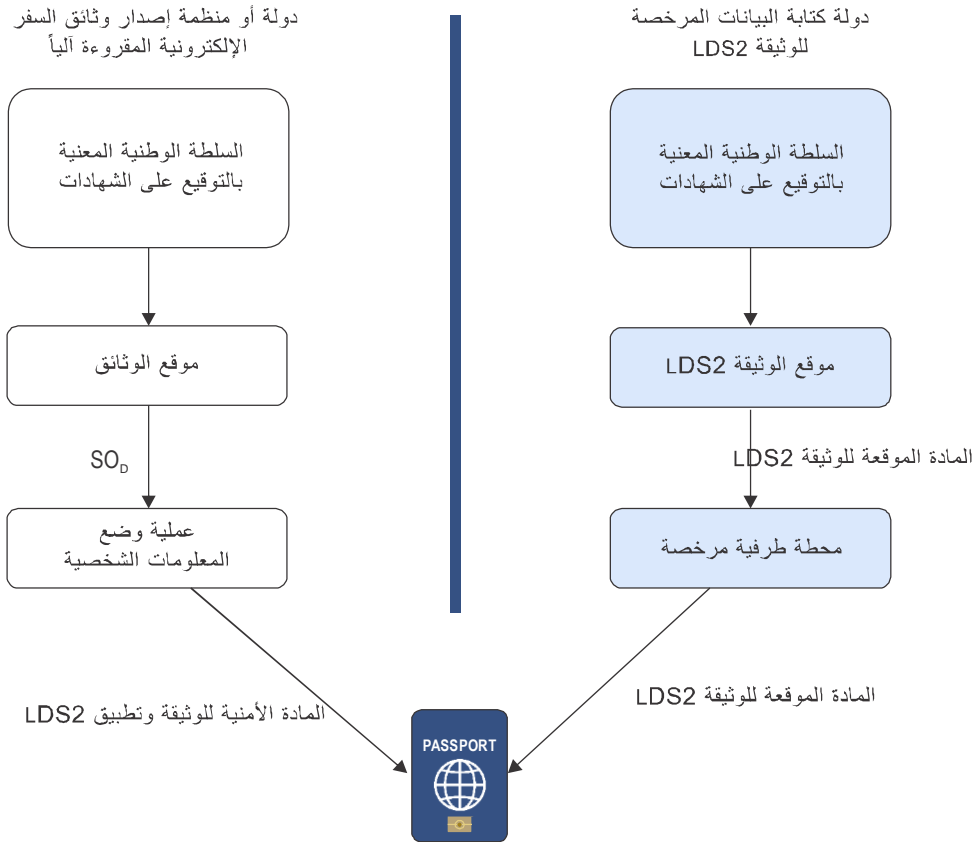 دولة كتابة البيانات المرخصة
للوثيقة LDS2
السلطة الوطنية المعنية
بالتوقيع على الشهادات
موقع الوثيقة LDS2
المادة الموقعة للوثيقة LDS2
محطة طرفية مرخصة
المادة الموقعة للوثيقة LDS2
دولة أو منظمة إصدار وثائق السفر
الإلكترونية المقروءة آلياً
السلطة الوطنية المعنية
بالتوقيع على الشهادات
موقع الوثائق
SOD
عملية وضع
المعلومات الشخصية
المادة الأمنية للوثيقة وتطبيق LDS2
PASSPORT